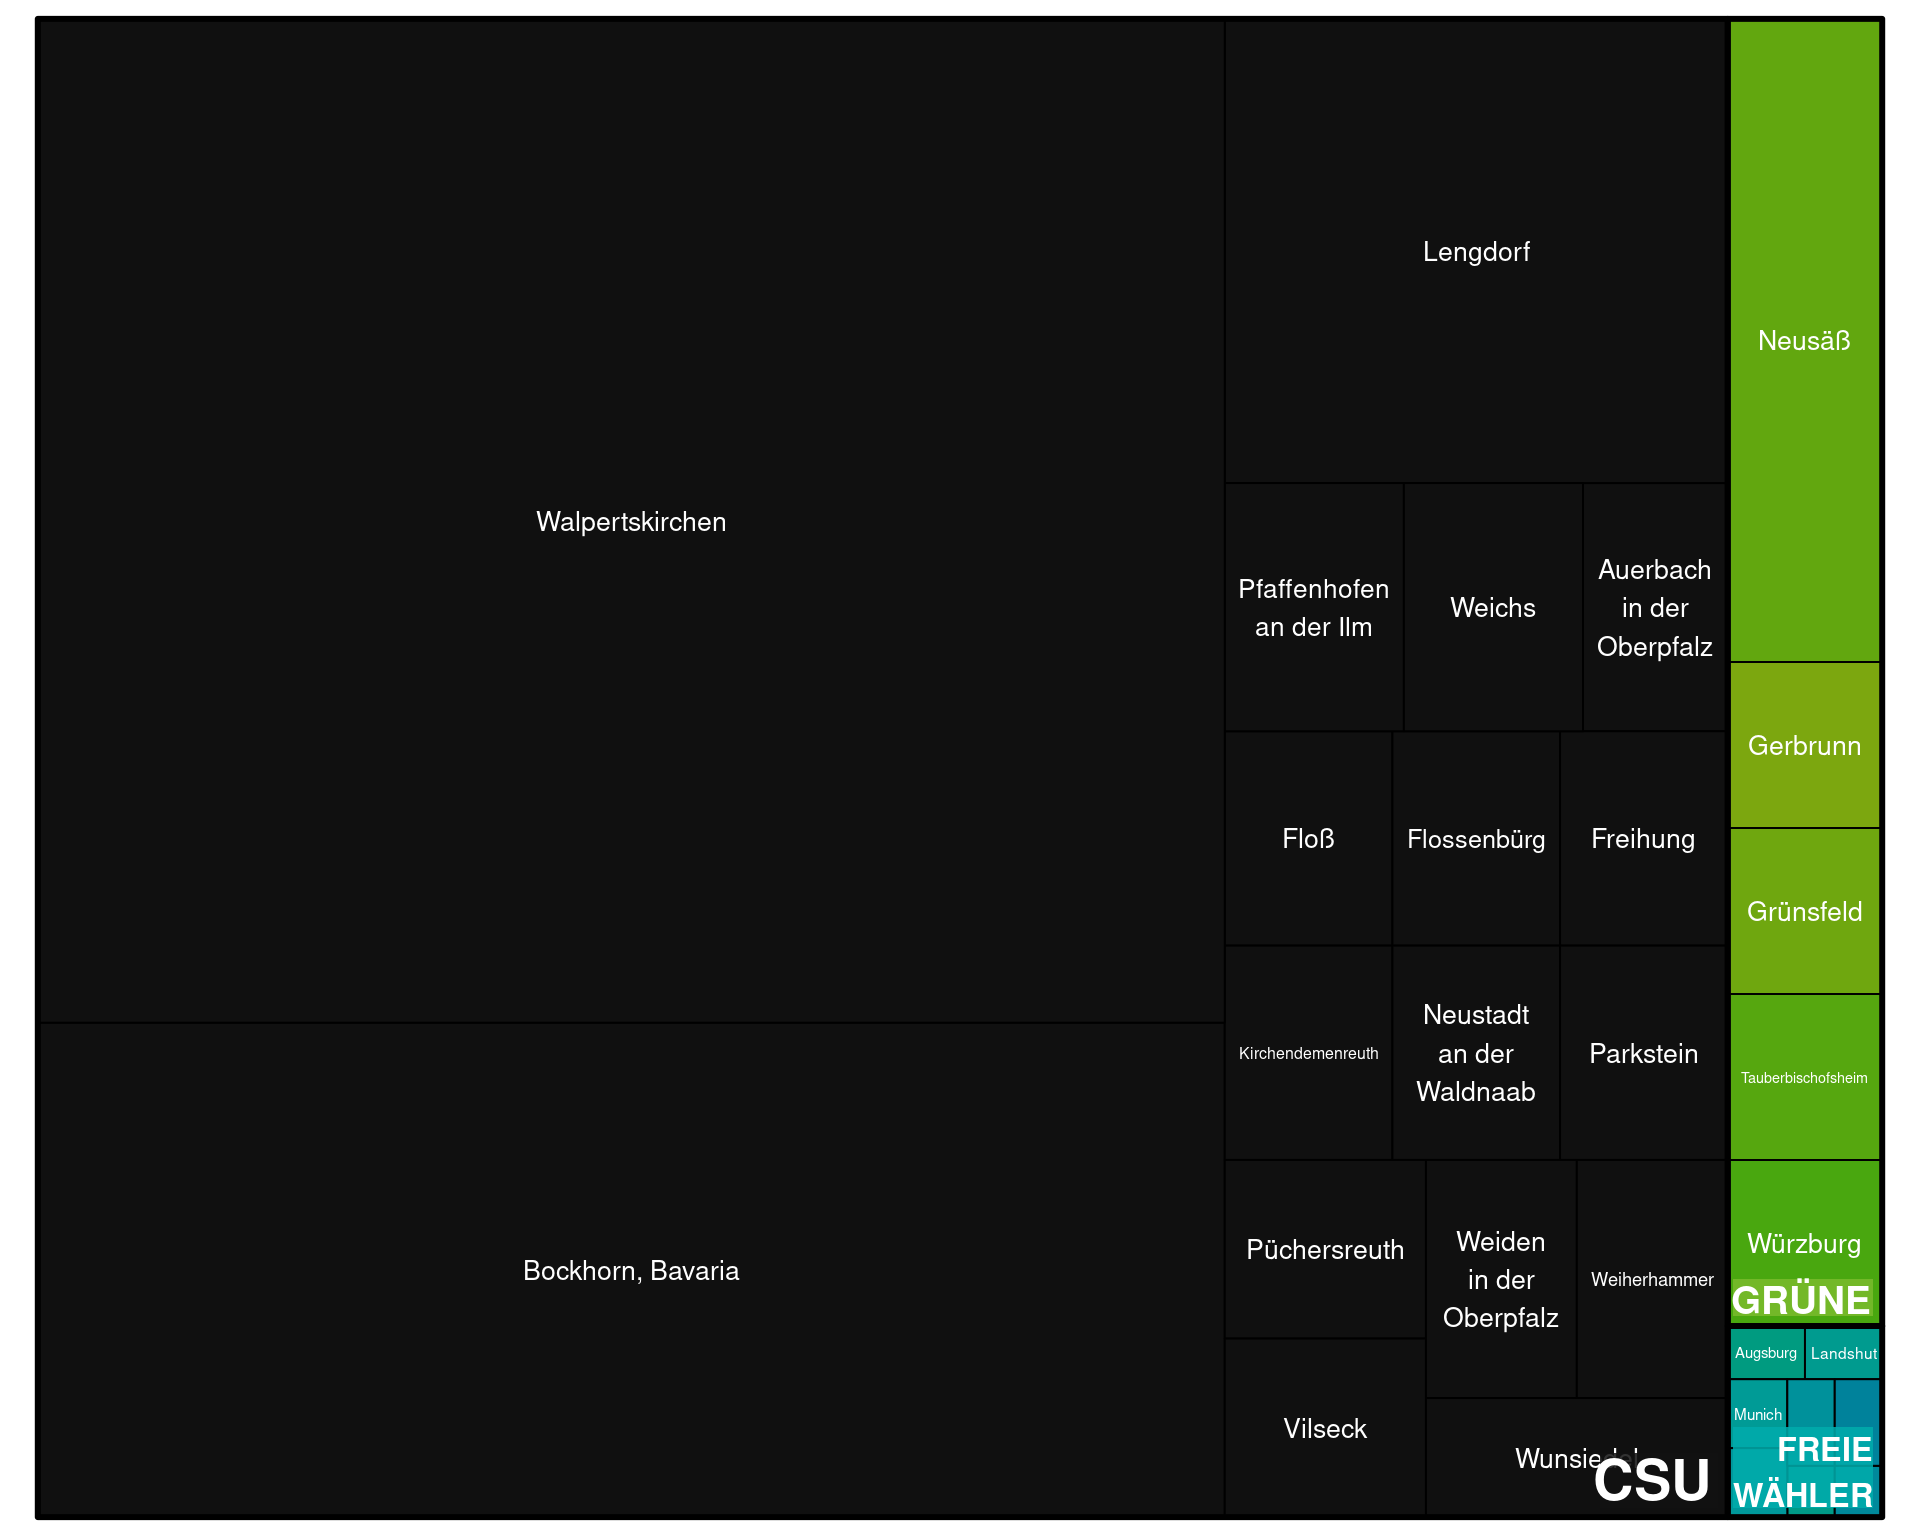 Walpertskirchen
Bockhorn, Bavaria
Lengdorf
Pfaffenhofen
an der Ilm
Weichs
Auerbach
in der
Oberpfalz
Floß
Flossenbürg
Freihung
Kirchendemenreuth
Neustadt
an der
Waldnaab
Parkstein
Püchersreuth
Vilseck
Weiden
in der
Oberpfalz
Weiherhammer
Wunsiedel
CSU
Neusäß
Gerbrunn
Grünsfeld
Tauberbischofsheim
Würzburg
GRÜNE
Augsburg
Landshut
Munich
FREIE
WÄHLER